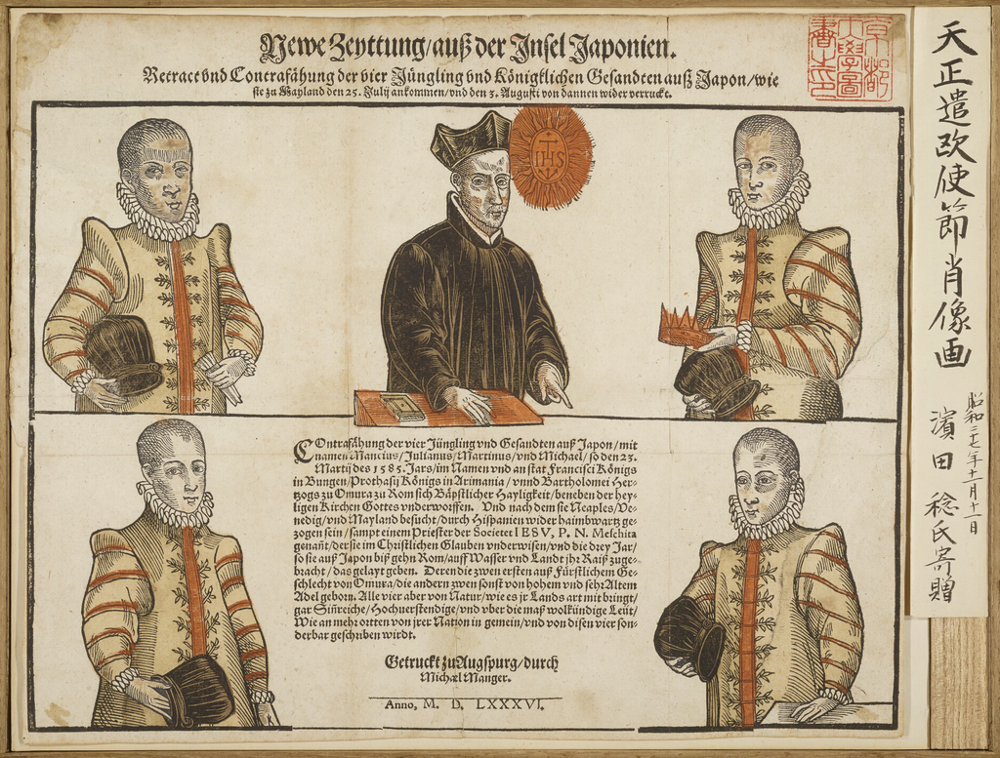 Newe Zeyttung/auß der Insel Japonien.
Retract vnd Contrafähung der vier Jüngling vnd Königklichen Gesandten auß Japon/wie
sie zu Mayland den 25. Julij ankommen/vnd den 3. Augusti von dannen wider verruckt.
京都
大學圖
書之印
IHS
COntrafähung der vier Jüngling vnd Gesandten auß Japon/mit
namen Mancius/Julianus/Martinus/vnd Michael/so den 23.
Martij des 1585. Jars/im Namen vnd an stat Francisci Königs
in Bungen/Prothasij Königs in Arimania/vnnd Bartholomei Her-
tzogs zu Omura zu Rom sich Bäpstlicher Hayligkeit/beneben der hey-
ligen Kirchen Gottes vnderworffen. Vnd nach dem sie Neaples/Ve-
nedig/vnd Mayland besucht/durch Hispanien wider haimbwartz ge-
zogen sein/sampt einem Priester der Societet IESV, P. N. Meschita
genañt/der sie im Christlichen Glauben vnderwisen/vnd die drey Jar/
so sie auß Japon biß gehn Rom/auff Wasser vnd Landt jhr Raiß zuge-
bracht/das gelayt geben. Deren die zwen ersten auß Fürstlichem Ge-
schlecht von Omura/die andern zwen sonst von hohem vnd sehr Altem
Adel geborn. Alle vier aber von Natur/wie es jr Lands art mit bringt/
gar Siñreiche/Hochuerstendige/vnd vber die maß wolkündige Leüt/
Wie an mehr ortten von jrer Nation in gemein/vnd von disen vier son-
derbar geschriben wirdt.
Getruckt zu Augspurg/durch
Michael Manger.
Anno, M. D. LXXXVI.
天正遣欧使節肖像画
昭和二十七年十一月十一日
濱田稔氏寄贈